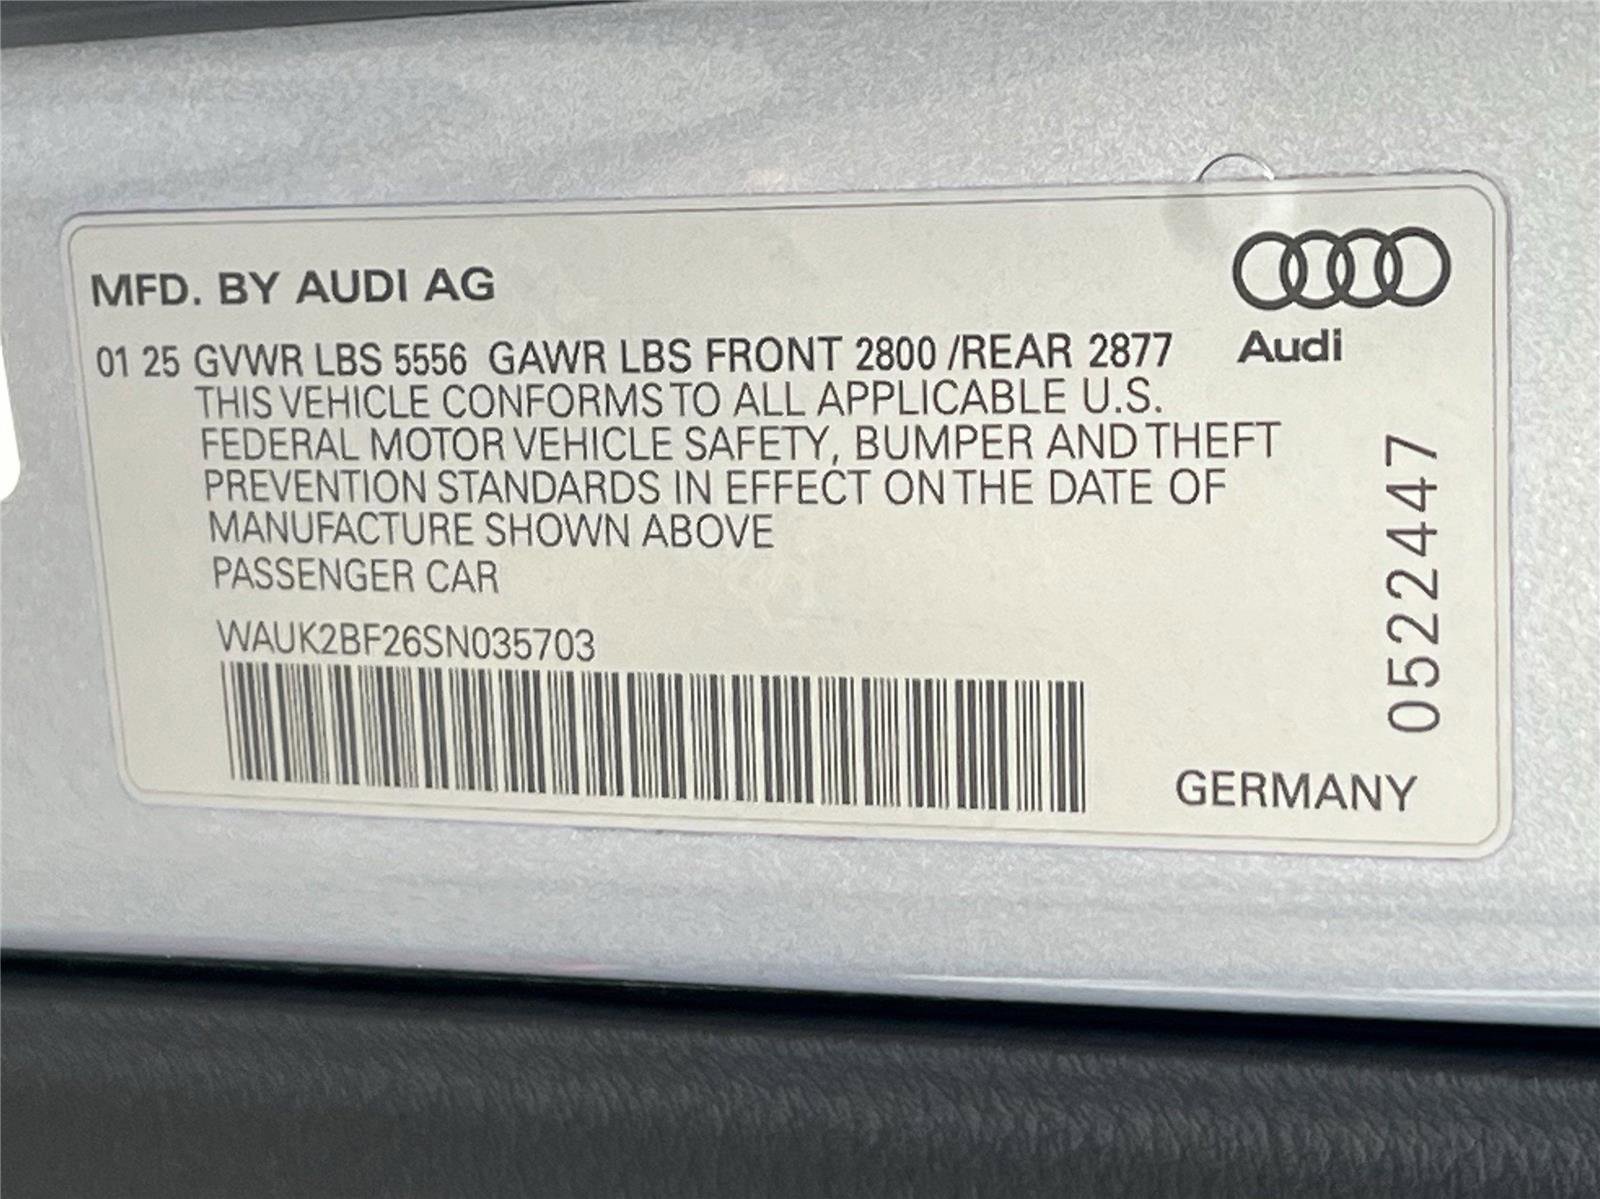 MFD. BY AUDI AG
01 25 GVWR LBS 5556 GAWR LBS FRONT 2800 /REAR 2877
THIS VEHICLE CONFORMS TO ALL APPLICABLE U.S.
FEDERAL MOTOR VEHICLE SAFETY, BUMPER AND THEFT
PREVENTION STANDARDS IN EFFECT ON THE DATE OF
MANUFACTURE SHOWN ABOVE
PASSENGER CAR
WAUK2BF26SN035703
Audi
0522447
GERMANY